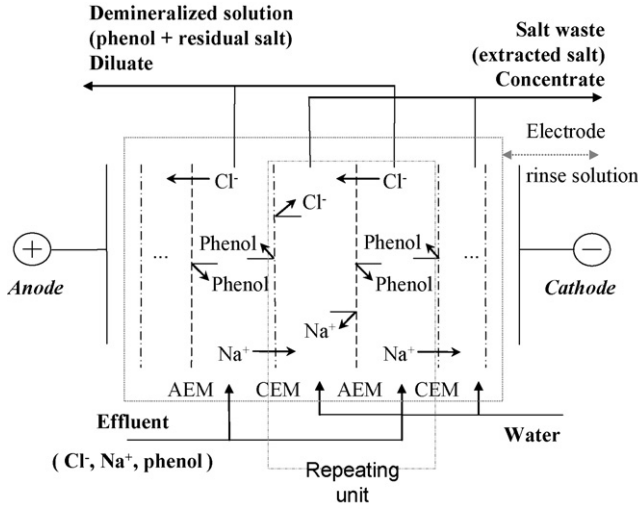 Demineralized solution
(phenol + residual salt)
Diluate
Salt waste
(extracted salt)
Concentrate
Electrode
rinse solution
Cl-
Cl-
Cl-
Phenol
Phenol
Phenol
Phenol
...
...
+
−
Anode
Cathode
Na+
Na+
Na+
AEM
CEM
AEM
CEM
Effluent
( Cl-, Na+, phenol )
Water
Repeating
unit